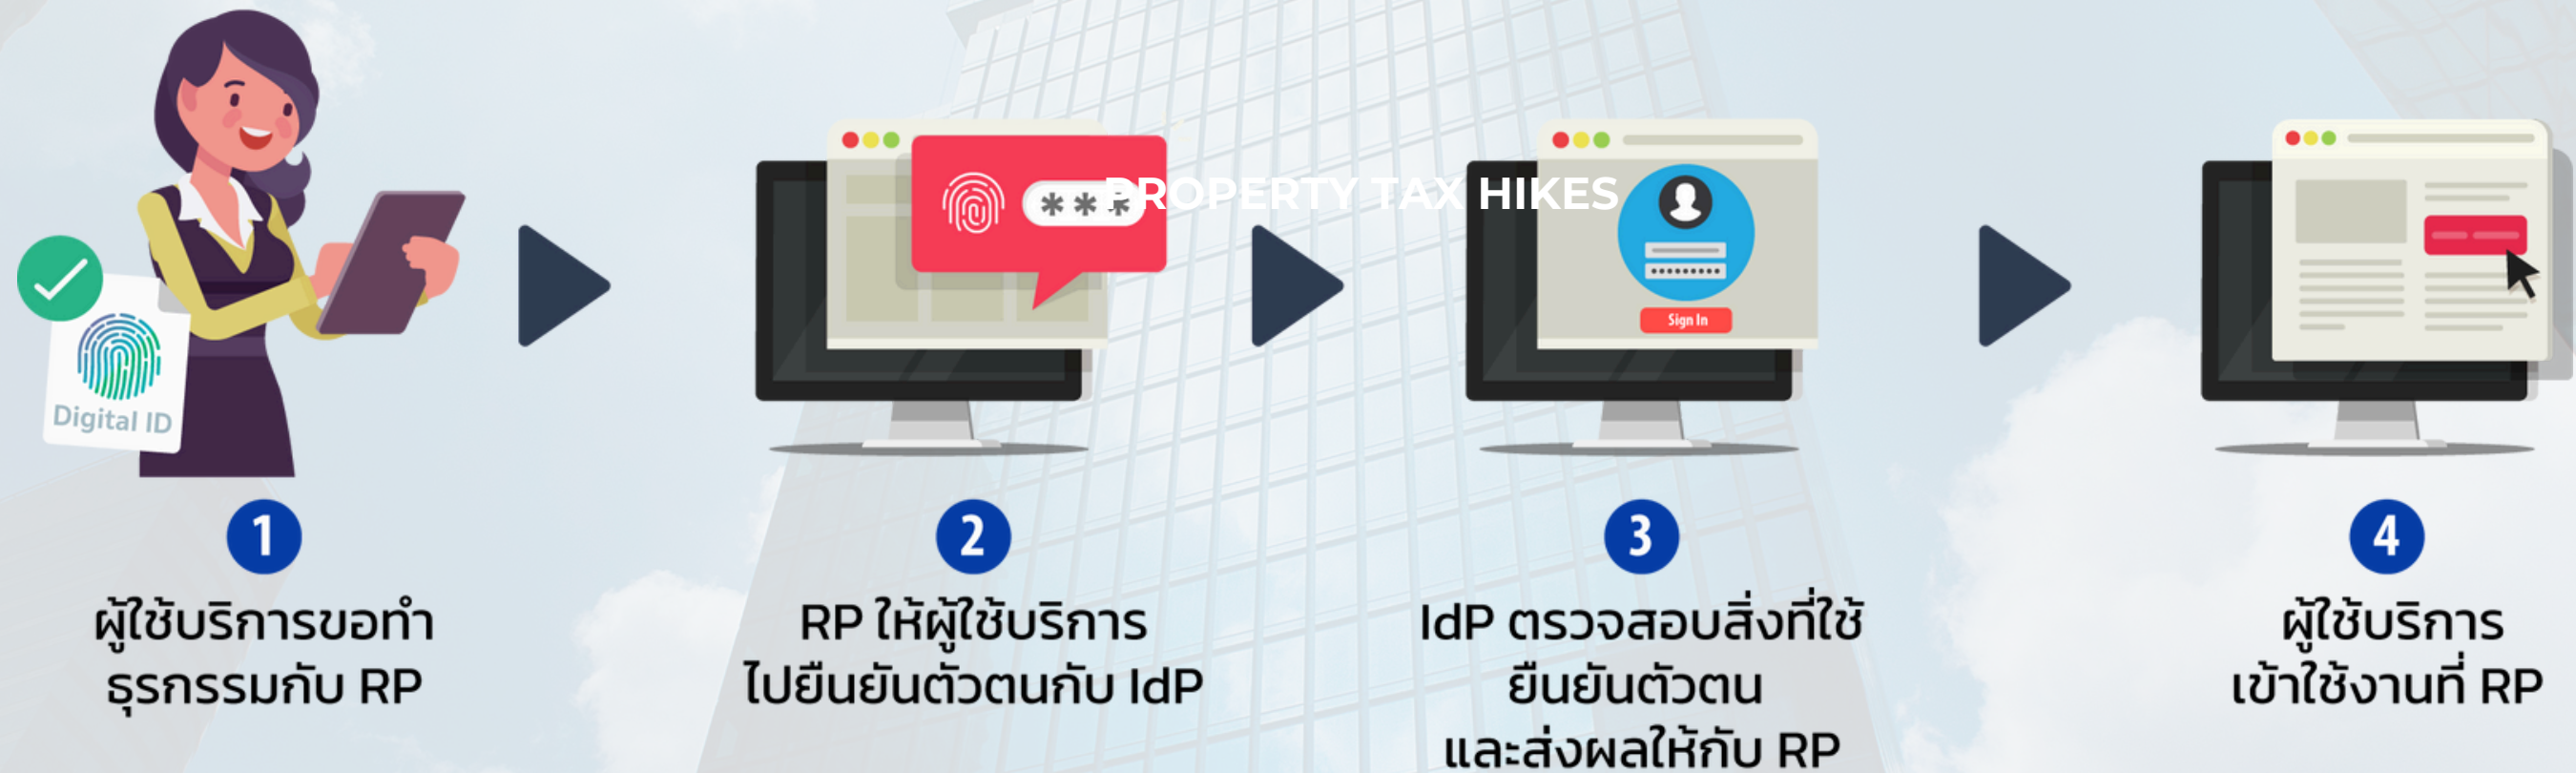 PROPERTY TAX HIKES
* * *
Sign In
Digital ID
1
ผู้ใช้บริการขอทำ
ธุรกรรมกับ RP
2
RP ให้ผู้ใช้บริการ
ไปยืนยันตัวตนกับ IdP
3
IdP ตรวจสอบสิ่งที่ใช้
ยืนยันตัวตน
และส่งผลให้กับ RP
4
ผู้ใช้บริการ
เข้าใช้งานที่ RP